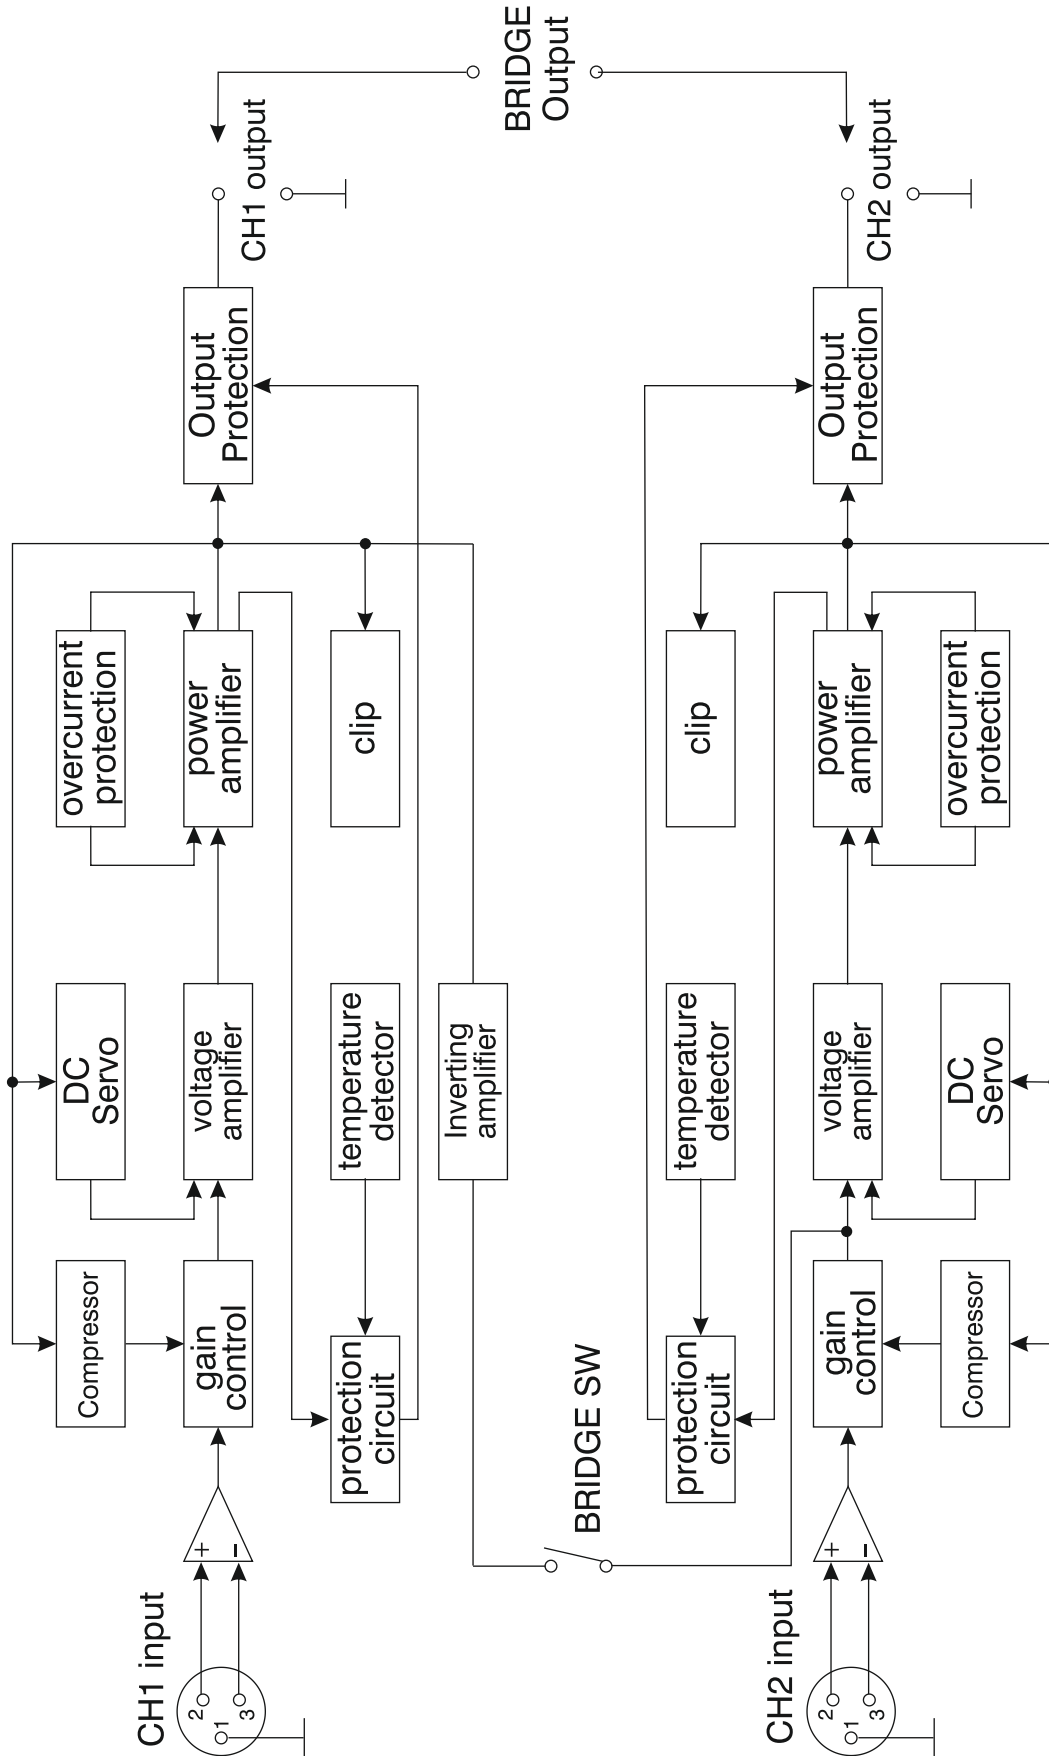 CH1 input
2
1
3
+
-
Compressor
gain
control
DC
Servo
voltage
amplifier
overcurrent
protection
power
amplifier
Output
Protection
CH1 output
protection
circuit
temperature
detector
clip
Inverting
amplifier
BRIDGE SW
BRIDGE
Output
protection
circuit
temperature
detector
clip
CH2 input
2
1
3
+
-
gain
control
voltage
amplifier
power
amplifier
Output
Protection
CH2 output
Compressor
DC
Servo
overcurrent
protection